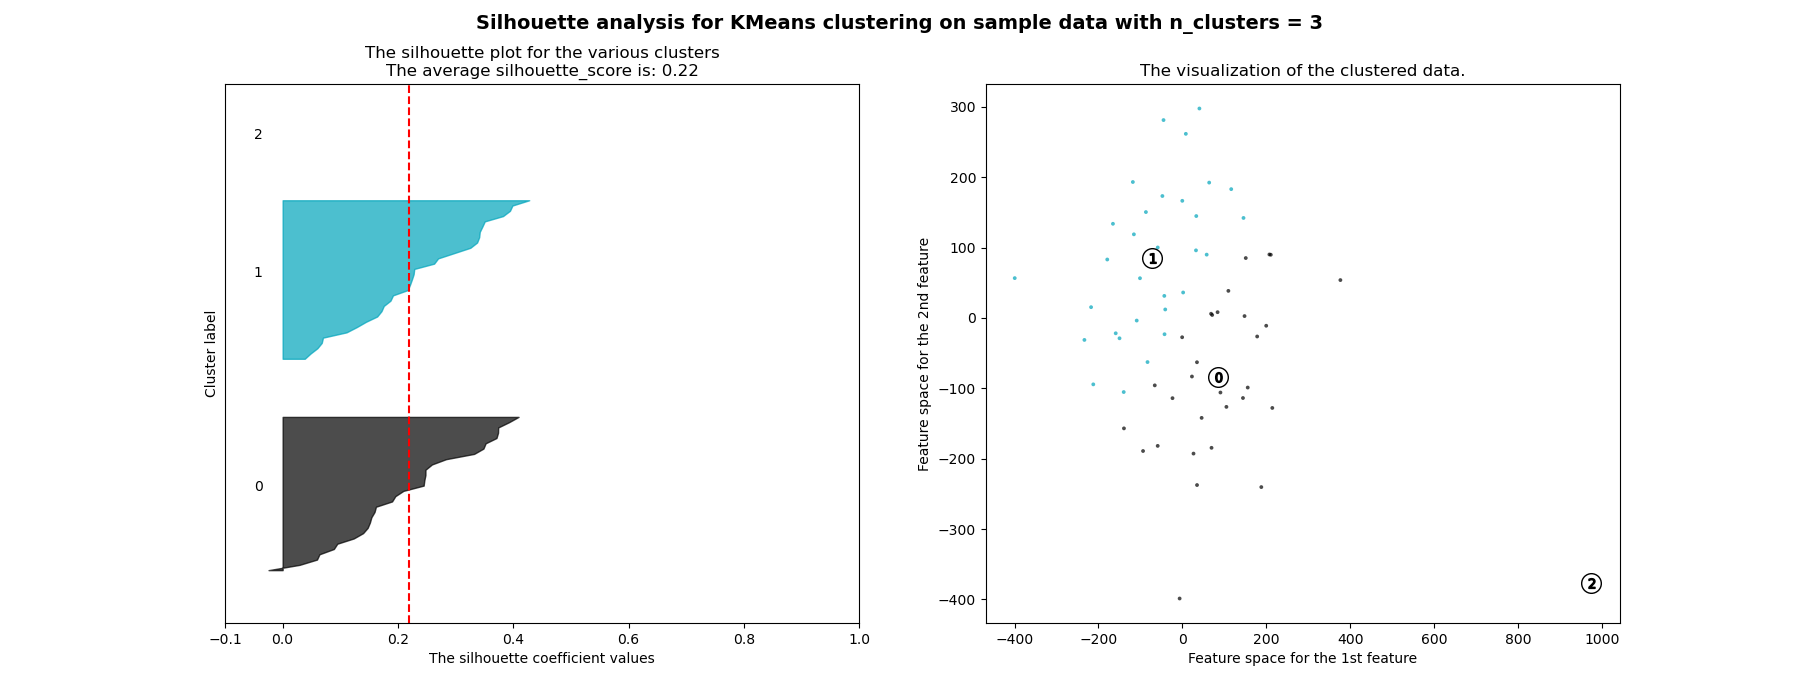 Silhouette analysis for KMeans clustering on sample data with n_clusters = 3
The silhouette plot for the various clusters
The average silhouette_score is: 0.22
2
1
0
Cluster label
−0.1 0.0 0.2 0.4 0.6 0.8 1.0
The silhouette coefficient values
The visualization of the clustered data.
300
200
100
0
−100
−200
−300
−400
Feature space for the 2nd feature
1
0
2
−400 −200 0 200 400 600 800 1000
Feature space for the 1st feature